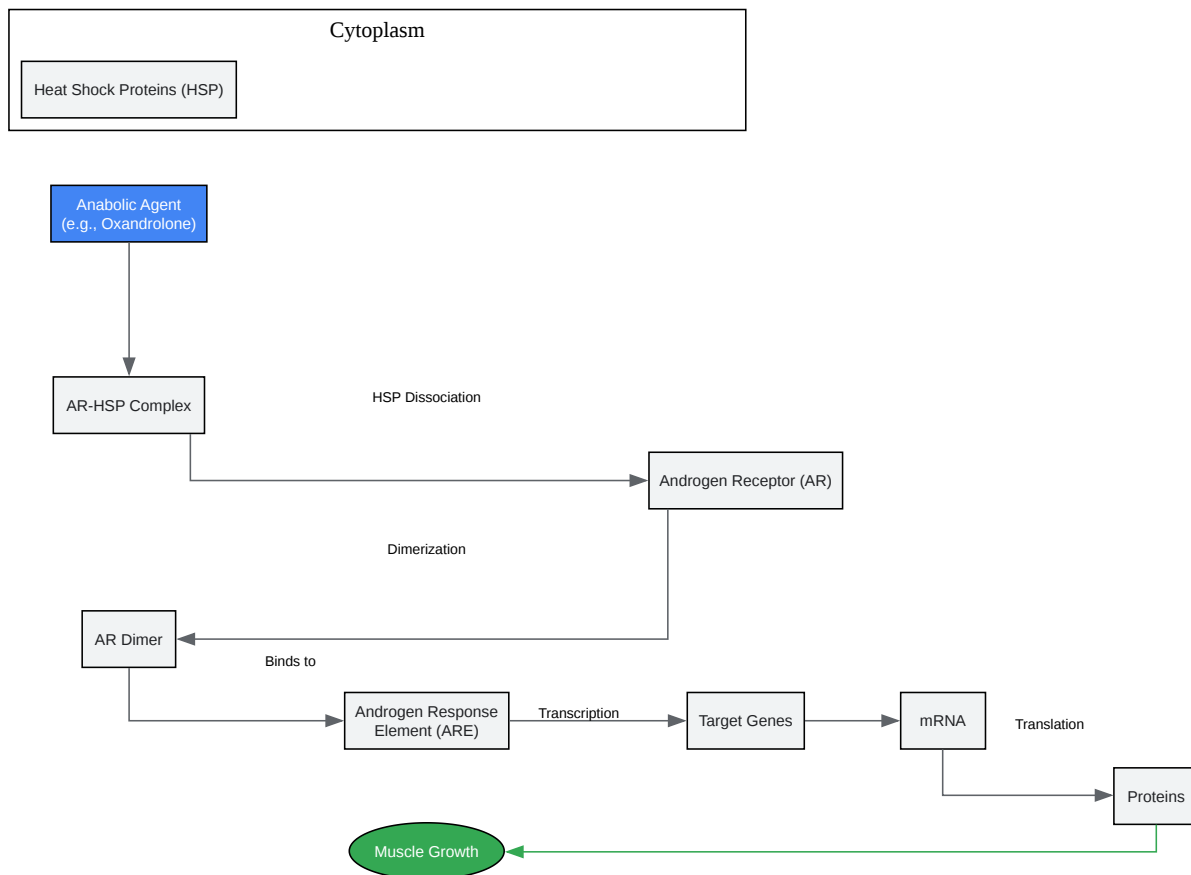 Cytoplasm
Heat Shock Proteins (HSP)
Anabolic Agent
(e.g., Oxandrolone)
AR-HSP Complex
HSP Dissociation
Androgen Receptor (AR)
Dimerization
AR Dimer
Binds to
Androgen Response
Element (ARE)
Transcription
Target Genes
mRNA
Translation
Proteins
Muscle Growth